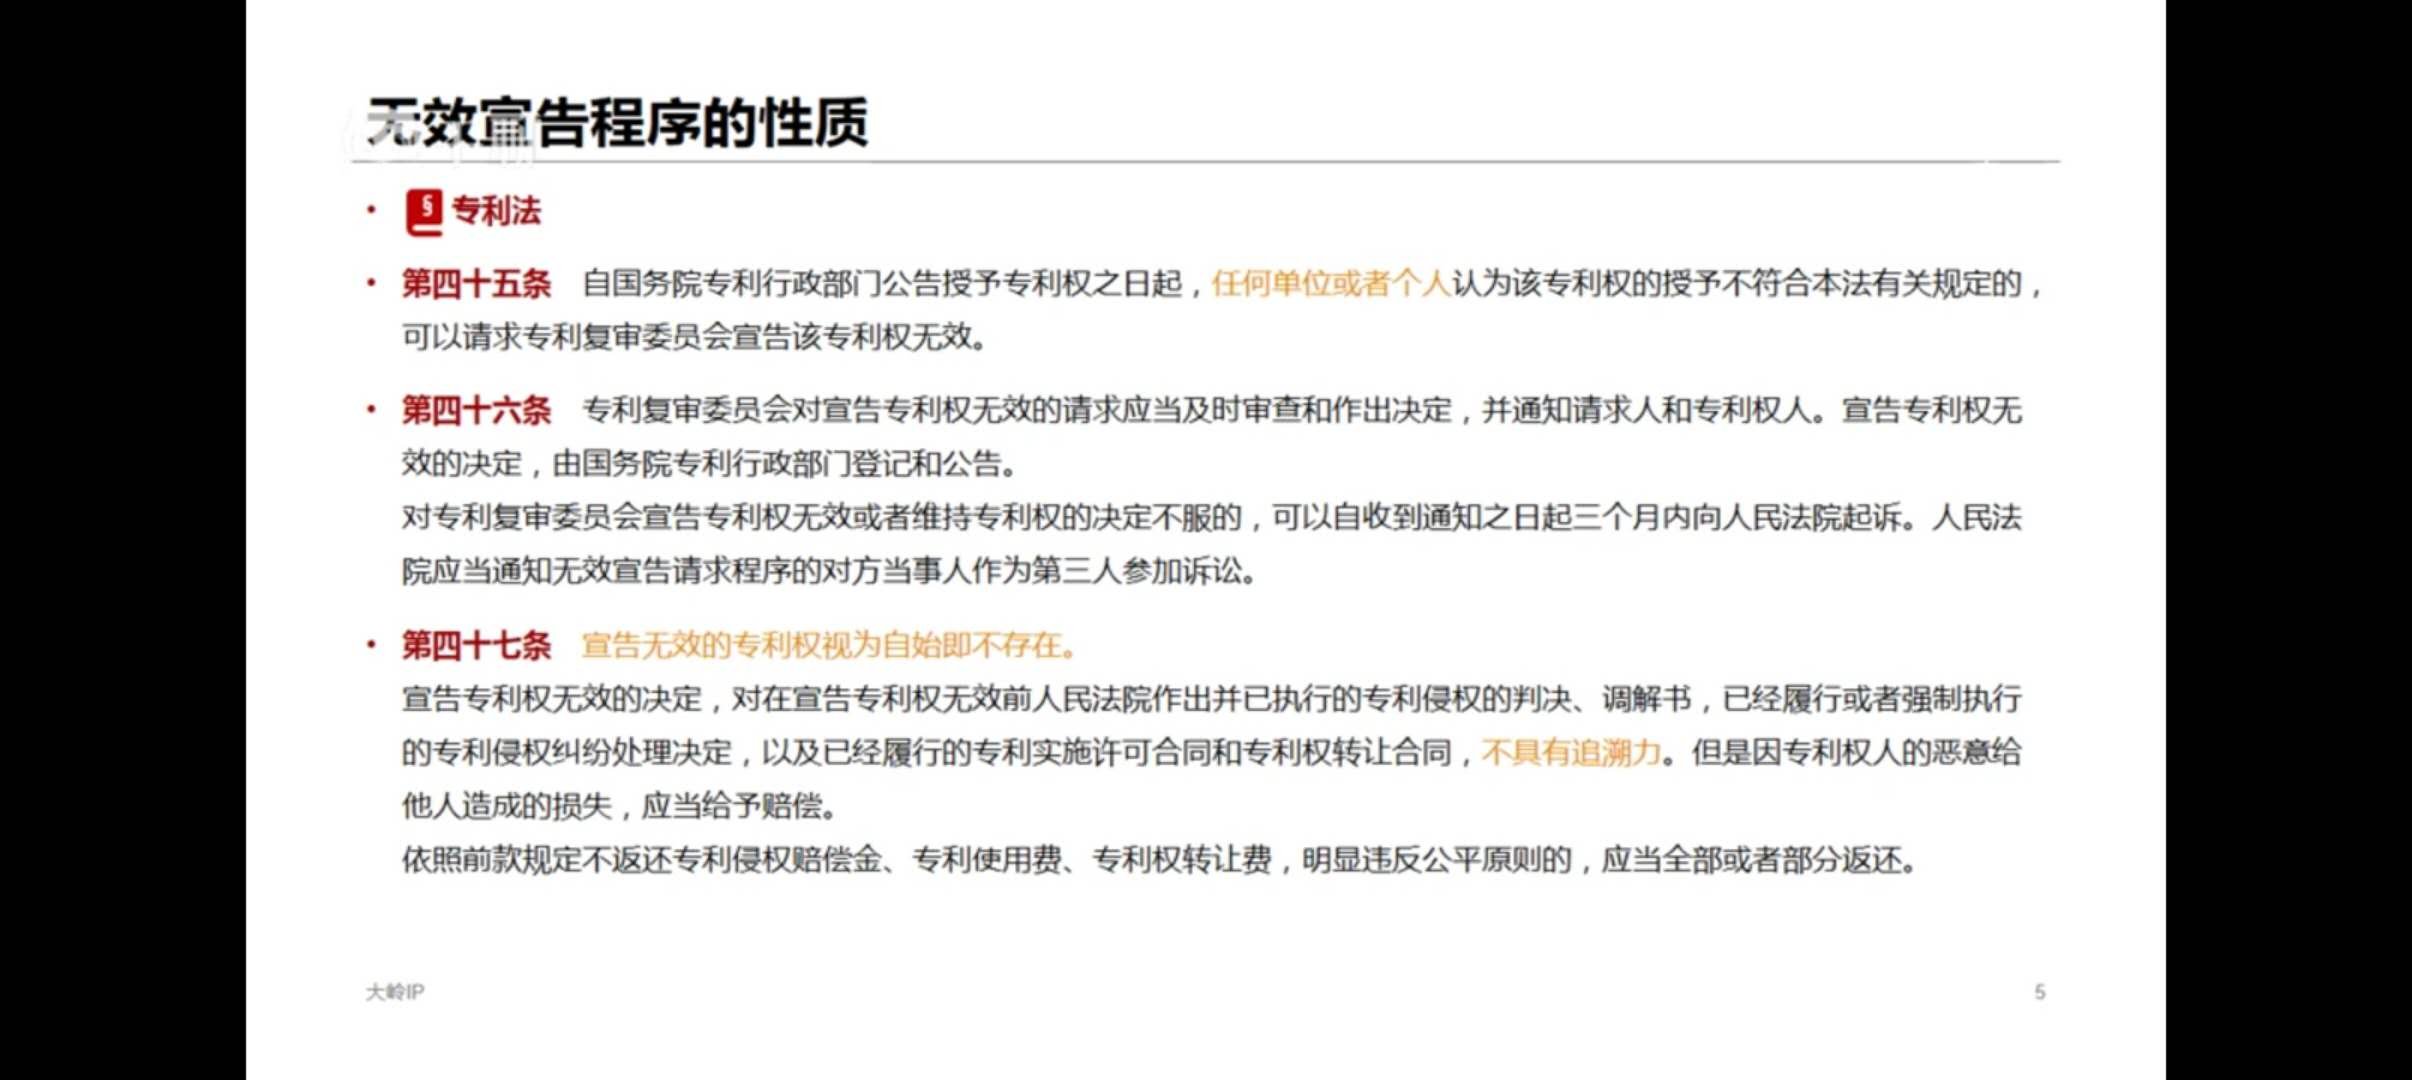 无效宣告程序的性质
• § 专利法
• 第四十五条 自国务院专利行政部门公告授予专利权之日起，任何单位或者个人认为该专利权的授予不符合本法有关规定的，
可以请求专利复审委员会宣告该专利权无效。
• 第四十六条 专利复审委员会对宣告专利权无效的请求应当及时审查和作出决定，并通知请求人和专利权人。宣告专利权无
效的决定，由国务院专利行政部门登记和公告。
对专利复审委员会宣告专利权无效或者维持专利权的决定不服的，可以自收到通知之日起三个月内向人民法院起诉。人民法
院应当通知无效宣告请求程序的对方当事人作为第三人参加诉讼。
• 第四十七条 宣告无效的专利权视为自始即不存在。
宣告专利权无效的决定，对在宣告专利权无效前人民法院作出并已执行的专利侵权的判决、调解书，已经履行或者强制执行
的专利侵权纠纷处理决定，以及已经履行的专利实施许可合同和专利权转让合同，不具有追溯力。但是因专利权人的恶意给
他人造成的损失，应当给予赔偿。
依照前款规定不返还专利侵权赔偿金、专利使用费、专利权转让费，明显违反公平原则的，应当全部或者部分返还。
大岭IP
5